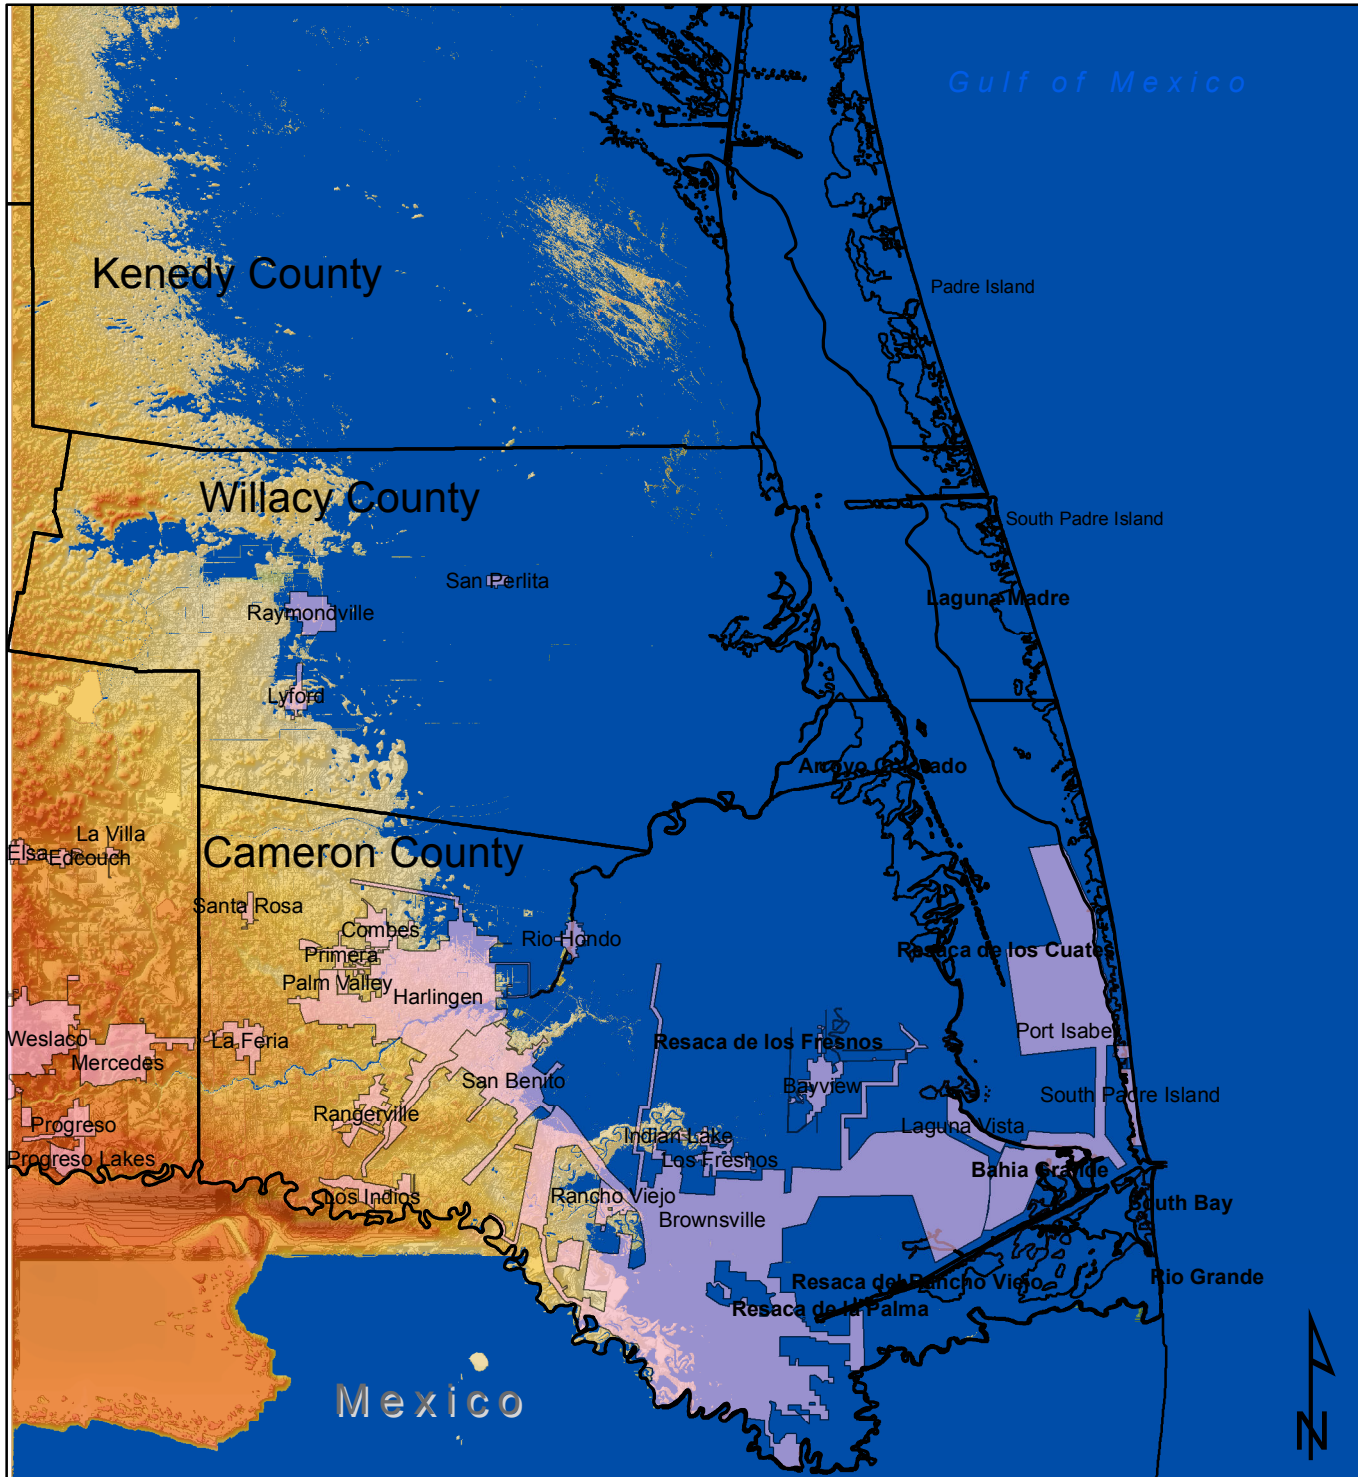 Gulf of Mexico
Kenedy County
Padre Island
Willacy County
South Padre Island
San Perlita
Laguna Madre
Raymondville
Lyford
Arroyo Colorado
La Villa
Elsa
Edcouch
Cameron County
Santa Rosa
Combes
Rio Hondo
Resaca de los Cuates
Primera
Palm Valley
Harlingen
Port Isabel
Weslaco
La Feria
Resaca de los Fresnos
Mercedes
San Benito
Bayview
South Padre Island
Rangerville
Progreso
Laguna Vista
Indian Lake
Progreso Lakes
Los Fresnos
Bahia Grande
Los Indios
Rancho Viejo
South Bay
Brownsville
Rio Grande
Resaca del Rancho Viejo
Resaca de la Palma
Mexico
N